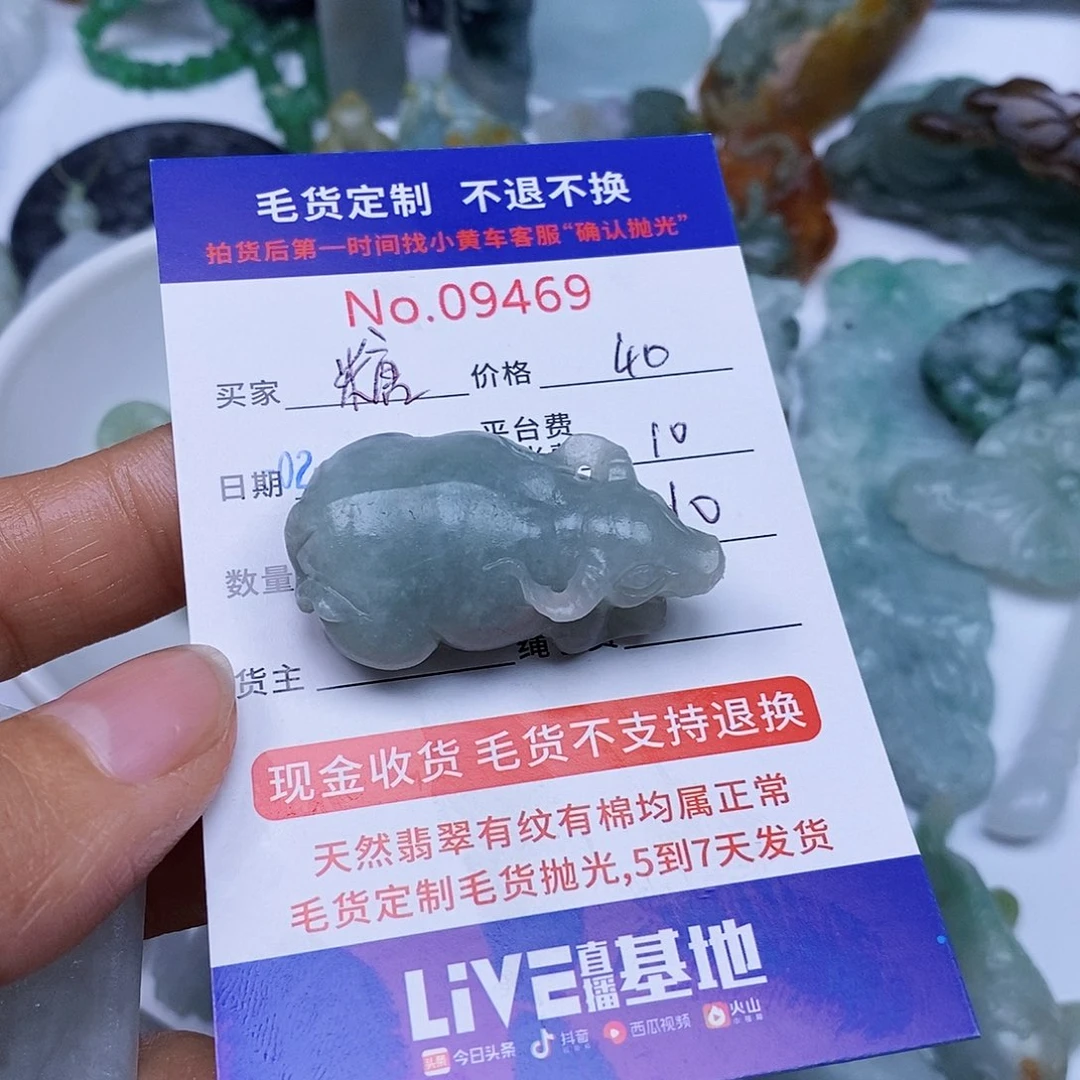 毛货定制 不退不换
拍货后第一时间找小黄车客服“确认抛光”
No.09469
买家 糖 价格 40
平台费 10
日期 02
10
数量
货主
绳
现金收货 毛货不支持退换
天然翡翠有纹有棉均属正常
毛货定制毛货抛光,5到7天发货
LiVE直播基地
头条 今日头条 抖音 西瓜视频 火山